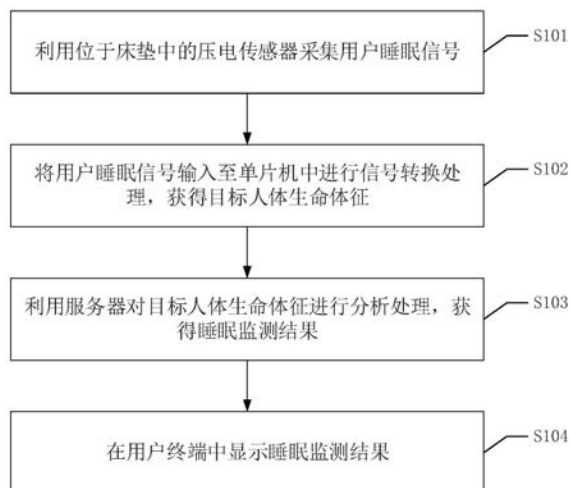 利用位于床垫中的压电传感器采集用户睡眠信号
S101
将用户睡眠信号输入至单片机中进行信号转换处
理，获得目标人体生命体征
S102
利用服务器对目标人体生命体征进行分析处理，获
得睡眠监测结果
S103
在用户终端中显示睡眠监测结果
S104